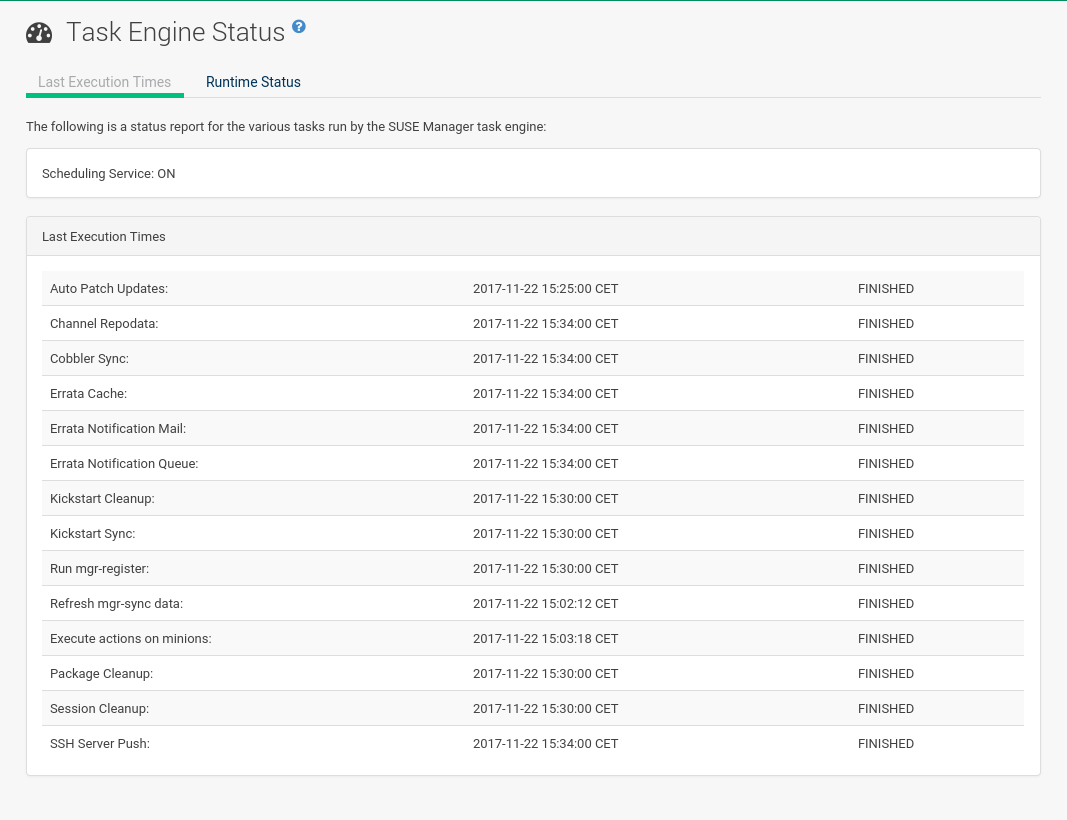 Task Engine Status ?
Last Execution Times Runtime Status
The following is a status report for the various tasks run by the SUSE Manager task engine:
Scheduling Service: ON
Last Execution Times
Auto Patch Updates: 2017-11-22 15:25:00 CET FINISHED
Channel Repodata: 2017-11-22 15:34:00 CET FINISHED
Cobbler Sync: 2017-11-22 15:34:00 CET FINISHED
Errata Cache: 2017-11-22 15:34:00 CET FINISHED
Errata Notification Mail: 2017-11-22 15:34:00 CET FINISHED
Errata Notification Queue: 2017-11-22 15:34:00 CET FINISHED
Kickstart Cleanup: 2017-11-22 15:30:00 CET FINISHED
Kickstart Sync: 2017-11-22 15:30:00 CET FINISHED
Run mgr-register: 2017-11-22 15:30:00 CET FINISHED
Refresh mgr-sync data: 2017-11-22 15:02:12 CET FINISHED
Execute actions on minions: 2017-11-22 15:03:18 CET FINISHED
Package Cleanup: 2017-11-22 15:30:00 CET FINISHED
Session Cleanup: 2017-11-22 15:30:00 CET FINISHED
SSH Server Push: 2017-11-22 15:34:00 CET FINISHED